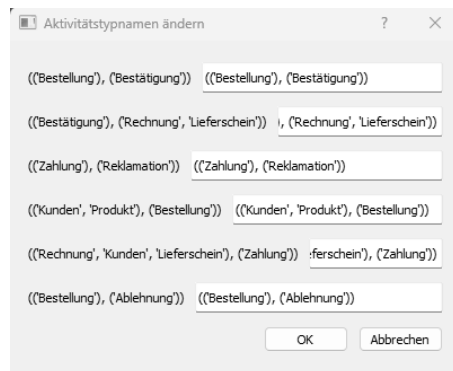 Aktivitätstypnamen ändern ?
(('Bestellung'), ('Bestätigung')) (('Bestellung'), ('Bestätigung'))
(('Bestätigung'), ('Rechnung', 'Lieferschein')) ), ('Rechnung', 'Lieferschein'))
(('Zahlung'), ('Reklamation')) (('Zahlung'), ('Reklamation'))
(('Kunden', 'Produkt'), ('Bestellung')) (('Kunden', 'Produkt'), ('Bestellung'))
(('Rechnung', 'Kunden', 'Lieferschein'), ('Zahlung')) eferschein'), ('Zahlung'))
(('Bestellung'), ('Ablehnung')) (('Bestellung'), ('Ablehnung'))
OK Abbrechen